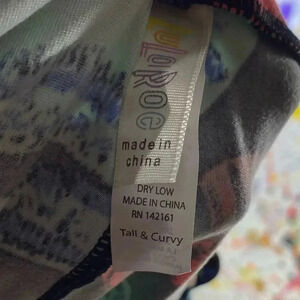 LuLaRoe
made in
china
DRY LOW
MADE IN CHINA
RN 142161
Tall & Curvy